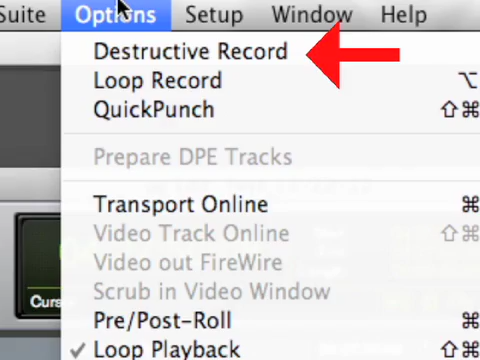 Suite Options Setup Window Help
Destructive Record
Loop Record ⌥
QuickPunch ⇧⌘
Prepare DPE Tracks
Transport Online ⌘
Video Track Online ⇧⌘
Video out FireWire
Scrub in Video Window
Pre/Post-Roll ⌘
✓ Loop Playback ⇧⌘
Curs